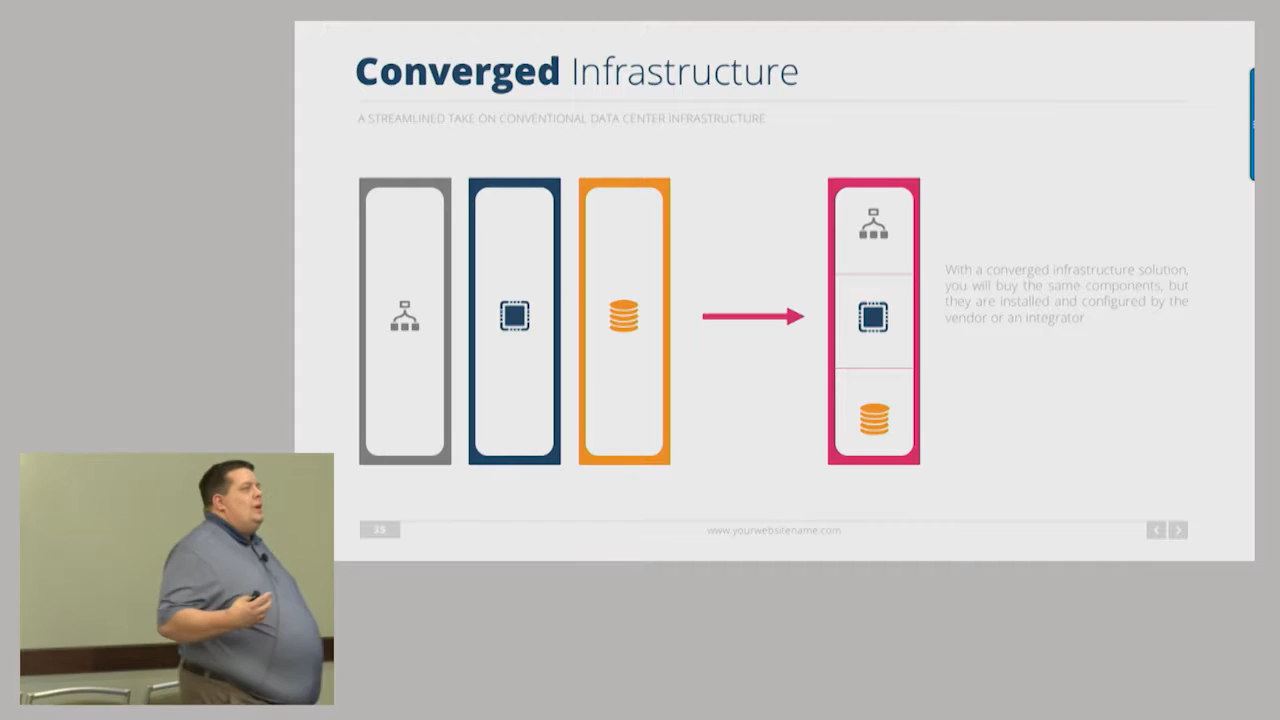 Converged Infrastructure
A STREAMLINED TAKE ON CONVENTIONAL DATA CENTER INFRASTRUCTURE
With a converged infrastructure solution,
you will buy the same components, but
they are installed and configured by the
vendor or an integrator
35
www.yourwebsitename.com